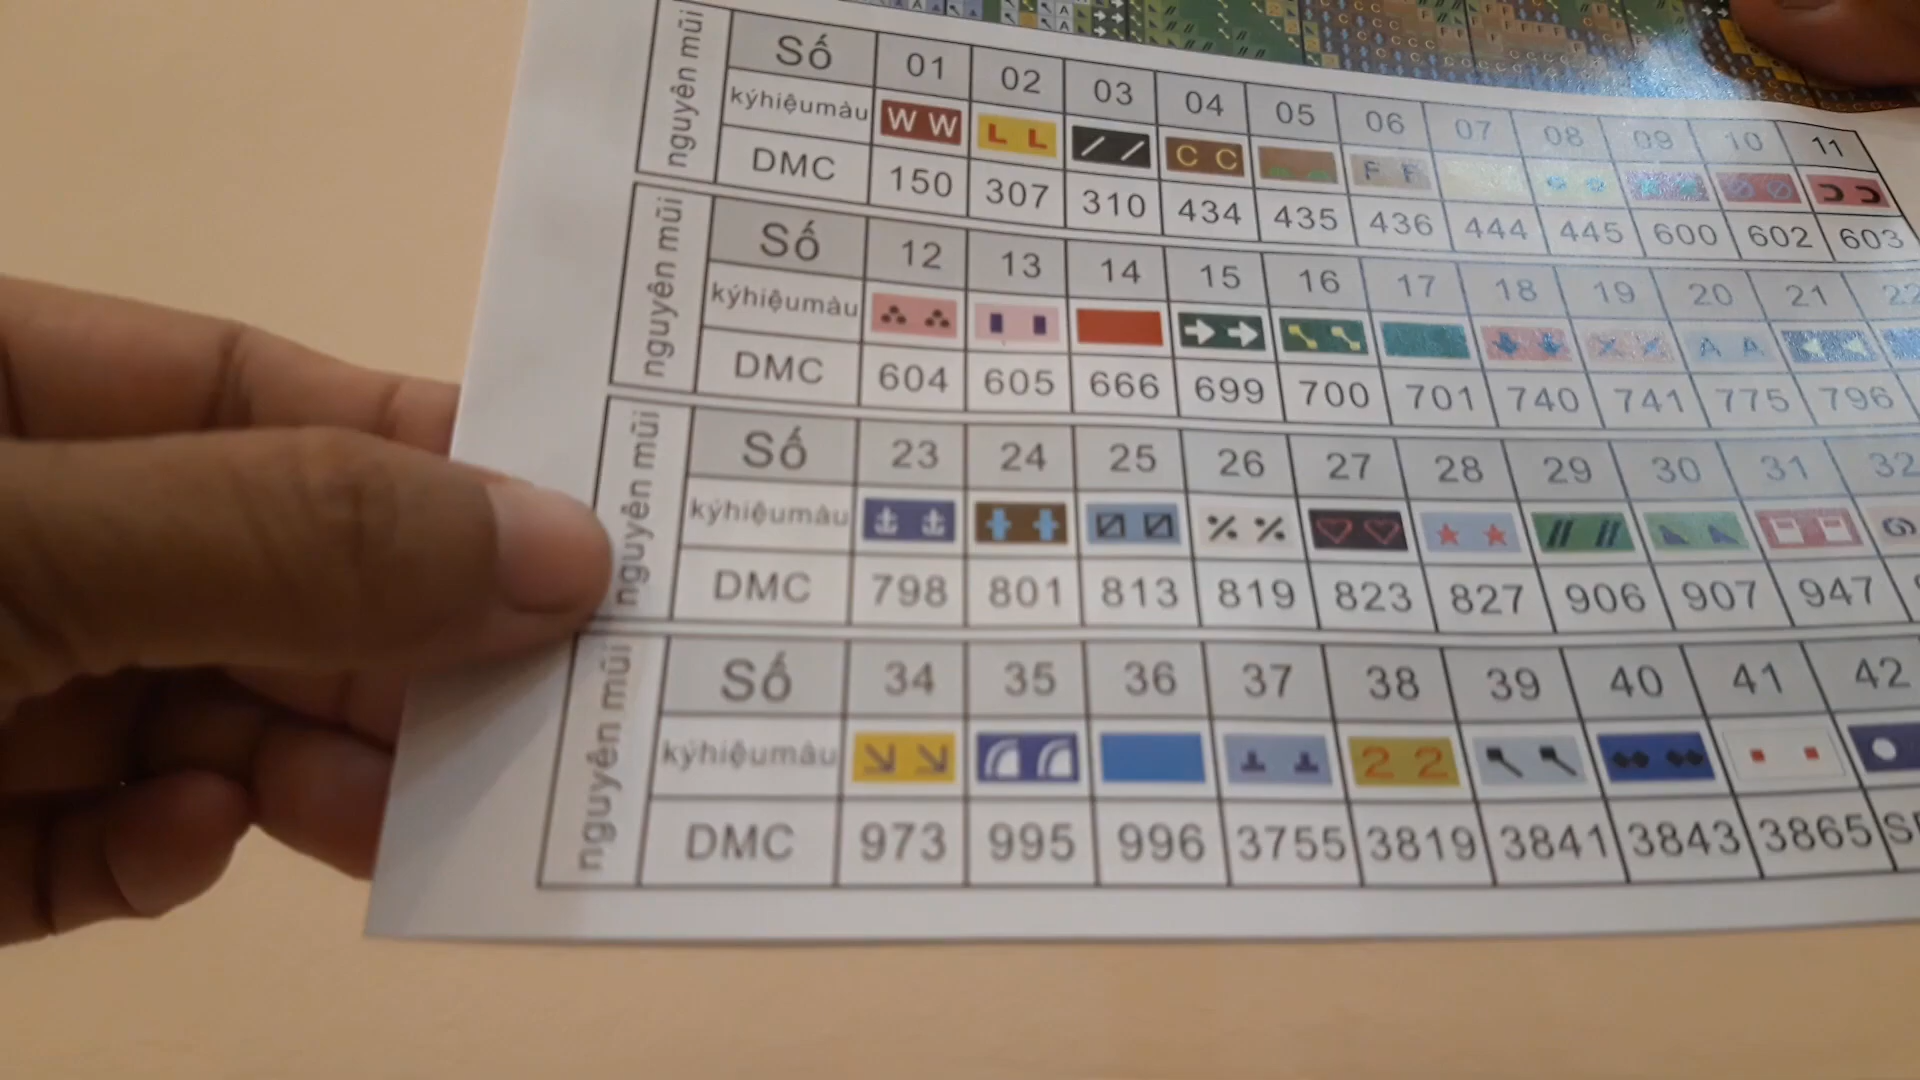 nguyên mũi
Số 01 02 03 04 05 06 07 08 09 10 11
kýhiệumàu W W L L / / C C F F
DMC 150 307 310 434 435 436 444 445 600 602 603
nguyên mũi
Số 12 13 14 15 16 17 18 19 20 21 22
kýhiệumàu A A
DMC 604 605 666 699 700 701 740 741 775 796
nguyên mũi
Số 23 24 25 26 27 28 29 30 31 32
kýhiệumàu
DMC 798 801 813 819 823 827 906 907 947
nguyên mũi
Số 34 35 36 37 38 39 40 41 42
kýhiệumàu 2 2
DMC 973 995 996 3755 3819 3841 3843 3865